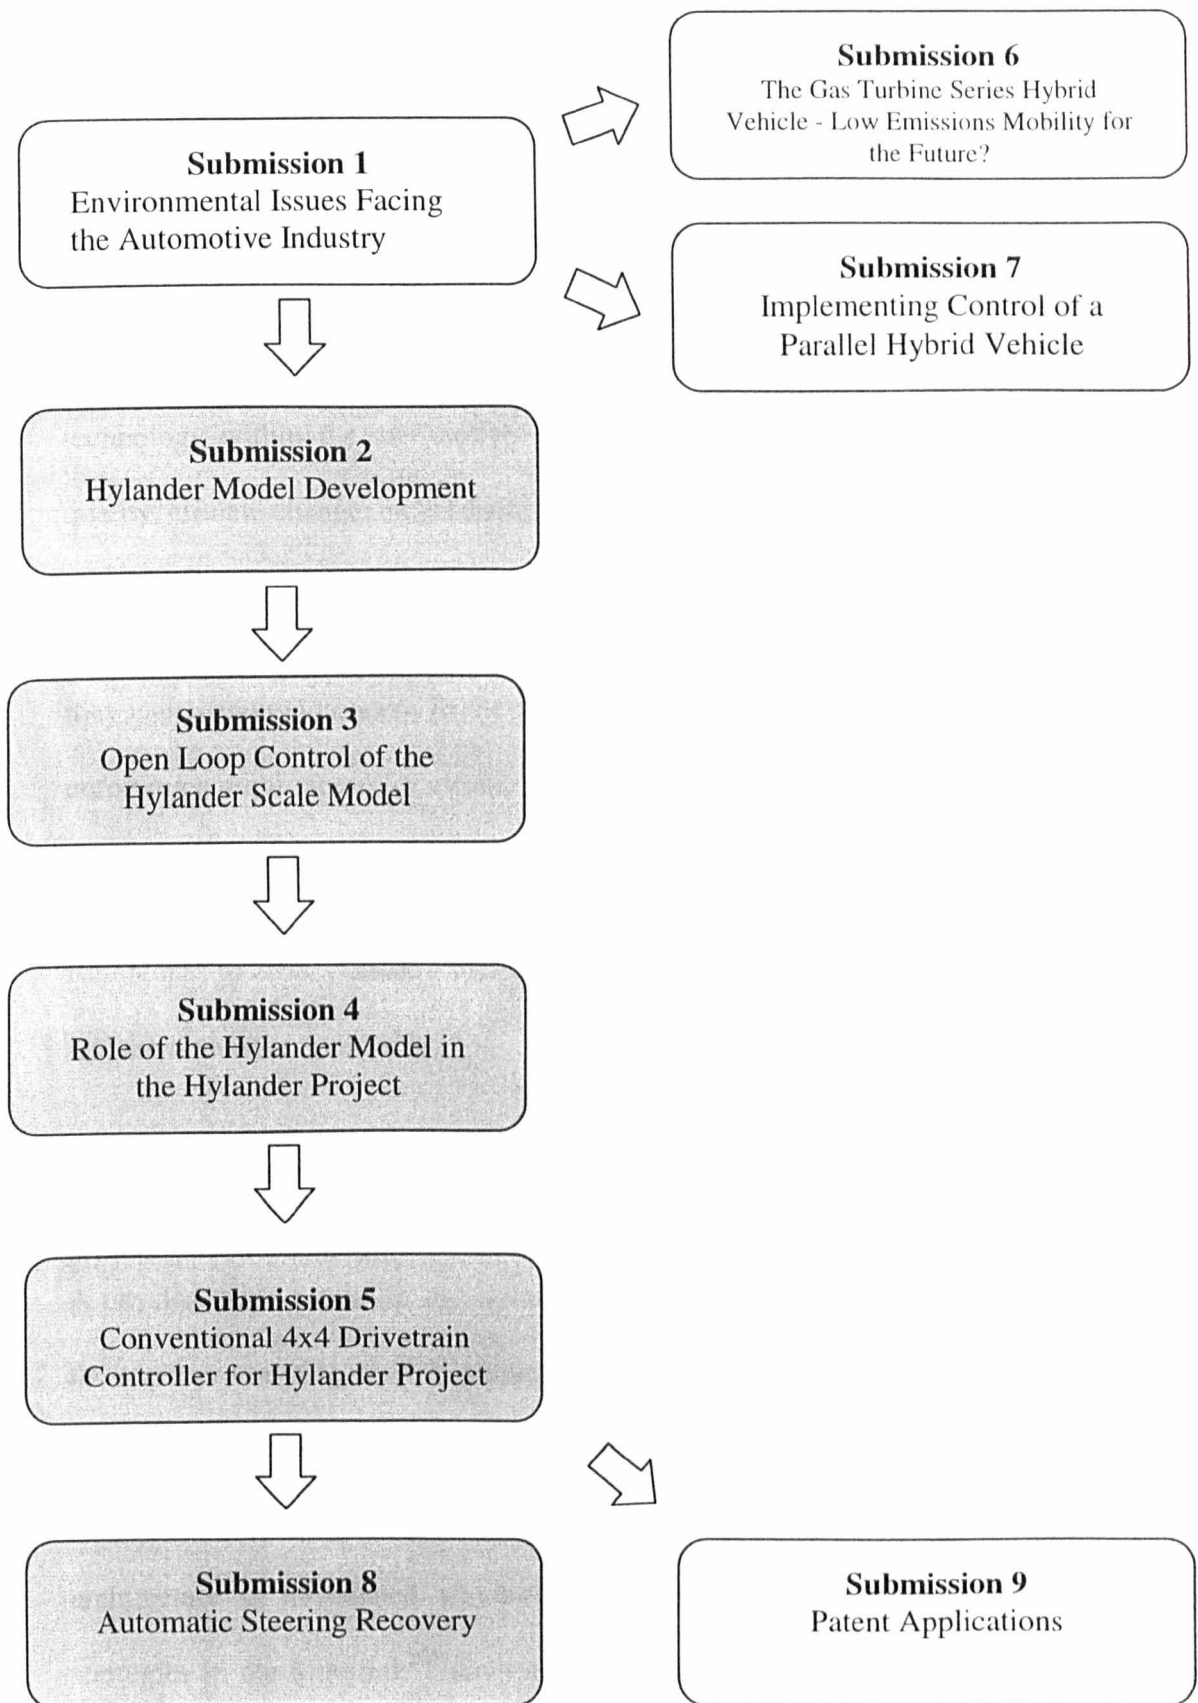 Submission 6
The Gas Turbine Series Hybrid
Vehicle - Low Emissions Mobility for
the Future?
Submission 1
Environmental Issues Facing
the Automotive Industry
Submission 7
Implementing Control of a
Parallel Hybrid Vehicle
Submission 2
Hylander Model Development
Submission 3
Open Loop Control of the
Hylander Scale Model
Submission 4
Role of the Hylander Model in
the Hylander Project
Submission 5
Conventional 4x4 Drivetrain
Controller for Hylander Project
Submission 8
Automatic Steering Recovery
Submission 9
Patent Applications